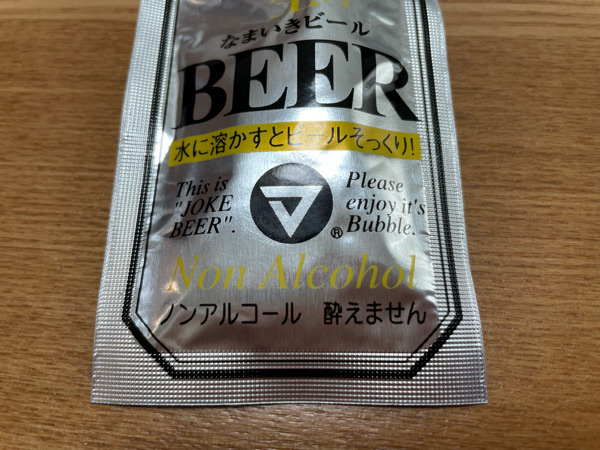 なまいきビール
BEER
水に溶かすとビールそっくり!
This is
"JOKE
BEER".
Please
enjoy it's
Bubble.
®
Non Alcohol
ノンアルコール 酔えません